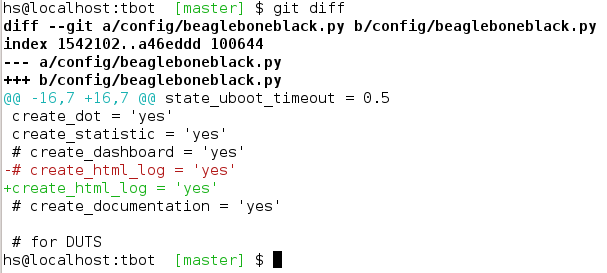 hs@localhost:tbot  [master] $ git diff
diff --git a/config/beagleboneblack.py b/config/beagleboneblack.py
index 1542102..a46eddd 100644
--- a/config/beagleboneblack.py
+++ b/config/beagleboneblack.py
@@ -16,7 +16,7 @@ state_uboot_timeout = 0.5
 create_dot = 'yes'
 create_statistic = 'yes'
 # create_dashboard = 'yes'
-# create_html_log = 'yes'
+create_html_log = 'yes'
 # create_documentation = 'yes'

 # for DUTS
hs@localhost:tbot  [master] $